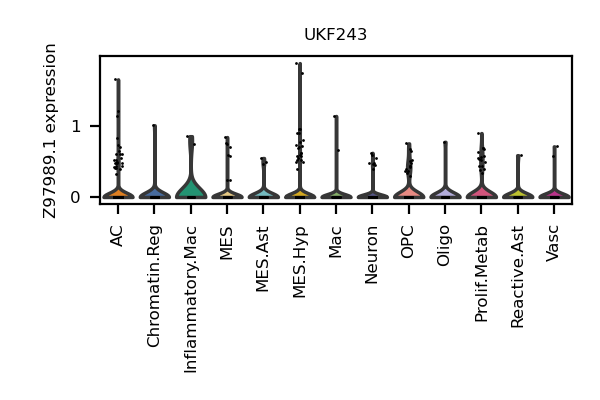 UKF243
Z97989.1 expression
1
0
AC
Chromatin.Reg
Inflammatory.Mac
MES
MES.Ast
MES.Hyp
Mac
Neuron
OPC
Oligo
Prolif.Metab
Reactive.Ast
Vasc